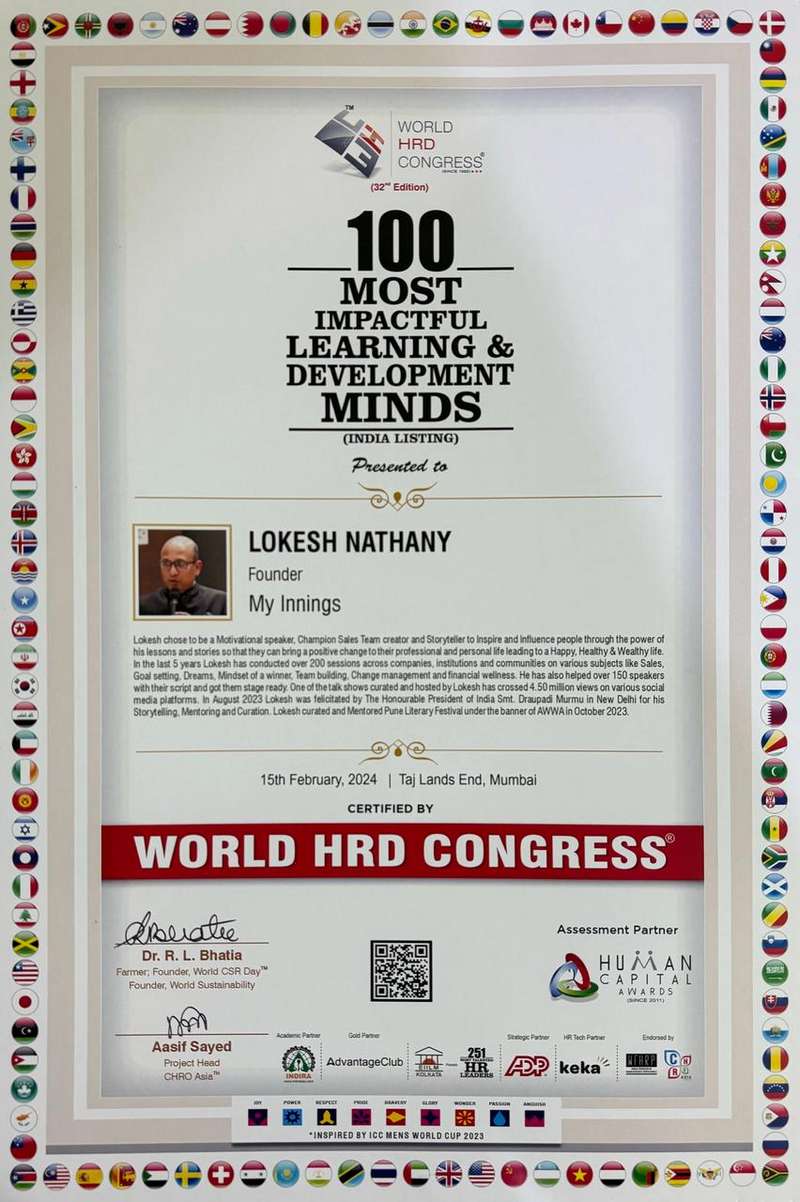 TM
WORLD
HRD
CONGRESS®
(SINCE 1992)
(32nd Edition)
100
MOST
IMPACTFUL
LEARNING &
DEVELOPMENT
MINDS
(INDIA LISTING)
Presented to
LOKESH NATHANY
Founder
My Innings
Lokesh chose to be a Motivational speaker, Champion Sales Team creator and Storyteller to Inspire and Influence people through the power of
his lessons and stories so that they can bring a positive change to their professional and personal life leading to a Happy, Healthy & Wealthy life.
In the last 5 years Lokesh has conducted over 200 sessions across companies, institutions and communities on various subjects like Sales,
Goal setting, Dreams, Mindset of a winner, Team building, Change management and financial wellness. He has also helped over 150 speakers
with their script and got them stage ready. One of the talk shows curated and hosted by Lokesh has crossed 4.50 million views on various social
media platforms. In August 2023 Lokesh was felicitated by The Honourable President of India Smt. Draupadi Murmu in New Delhi for his
Storytelling, Mentoring and Curation. Lokesh curated and Mentored Pune Literary Festival under the banner of AWWA in October 2023.
15th February, 2024 | Taj Lands End, Mumbai
CERTIFIED BY
WORLD HRD CONGRESS®
Dr. R. L. Bhatia
Farmer; Founder, World CSR Day™
Founder, World Sustainability
Assessment Partner
HUMAN
CAPITAL
AWARDS
(SINCE 2011)
Aasif Sayed
Project Head
CHRO Asia™
Academic Partner Gold Partner Strategic Partner HR Tech Partner Endorsed by
INDIRA
AdvantageClub
EIILM
KOLKATA
251
HR
LEADERS
ADP
keka
JOY POWER RESPECT PRIDE BRAVERY GLORY WONDER PASSION ANGUISH
*INSPIRED BY ICC MENS WORLD CUP 2023